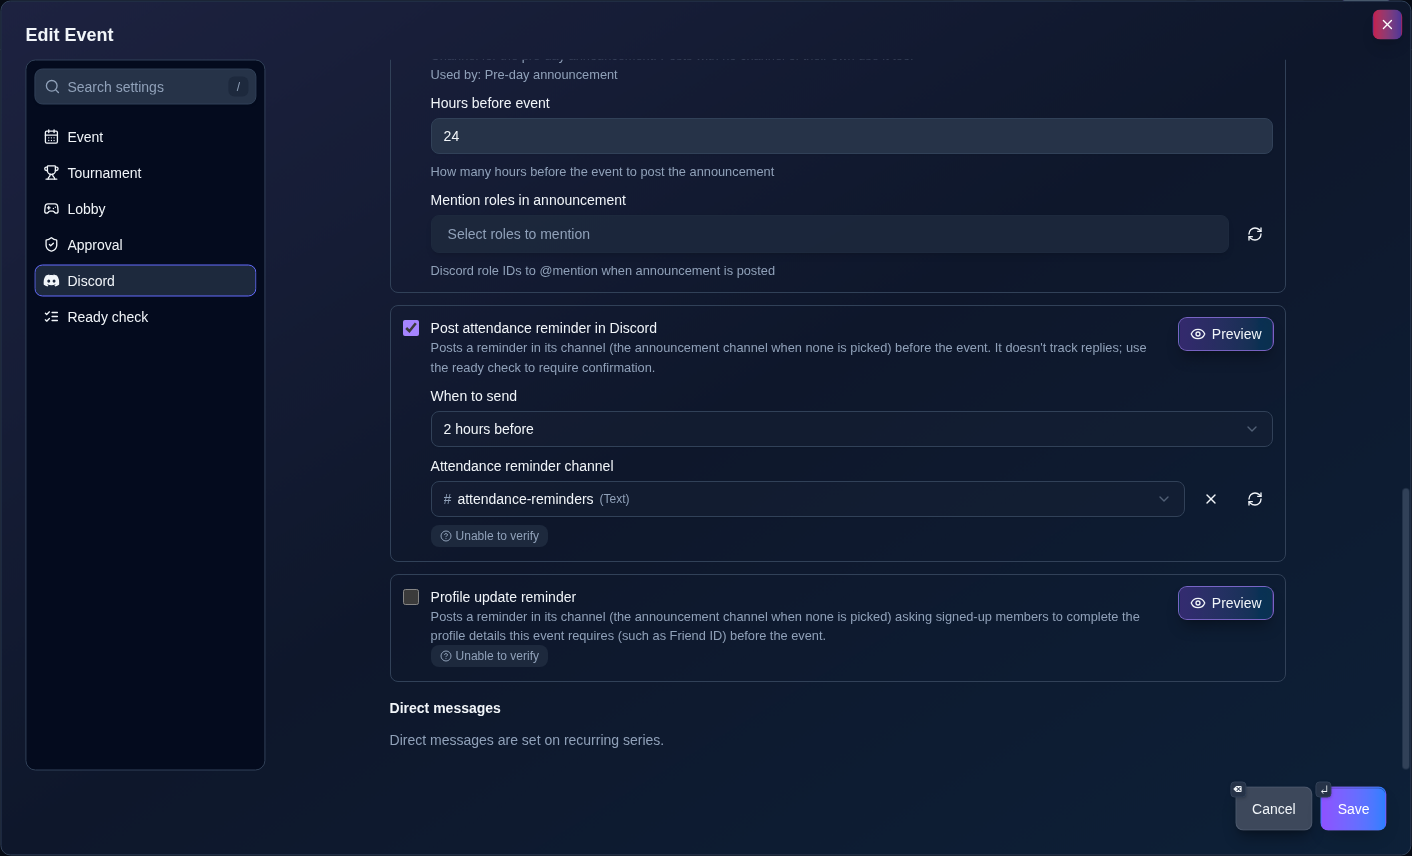 Edit Event
Search settings /
Event
Tournament
Lobby
Approval
Discord
Ready check
Used by: Pre-day announcement
Hours before event
24
How many hours before the event to post the announcement
Mention roles in announcement
Select roles to mention
Discord role IDs to @mention when announcement is posted
Post attendance reminder in Discord
Preview
Posts a reminder in its channel (the announcement channel when none is picked) before the event. It doesn't track replies; use
the ready check to require confirmation.
When to send
2 hours before
Attendance reminder channel
# attendance-reminders (Text)
Unable to verify
Profile update reminder
Preview
Posts a reminder in its channel (the announcement channel when none is picked) asking signed-up members to complete the
profile details this event requires (such as Friend ID) before the event.
Unable to verify
Direct messages
Direct messages are set on recurring series.
Cancel
Save